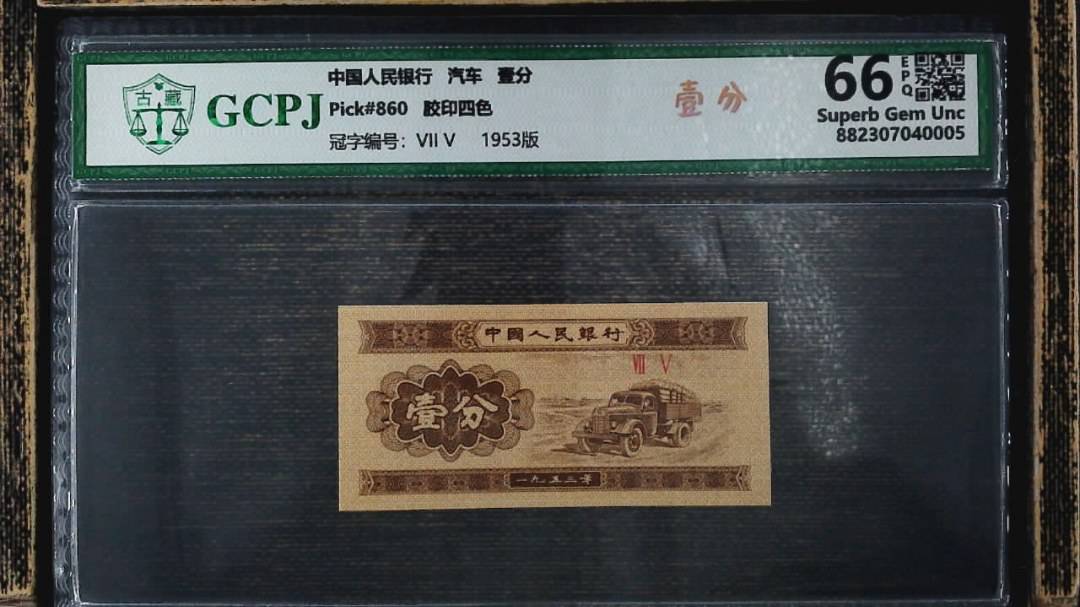 古藏
GCPJ
中国人民银行 汽车 壹分
Pick#860 胶印四色
冠字编号： VII V 1953版
壹分
66
EPQ
Superb Gem Unc
882307040005
中國人民銀行
VII V
壹分
一九五三年